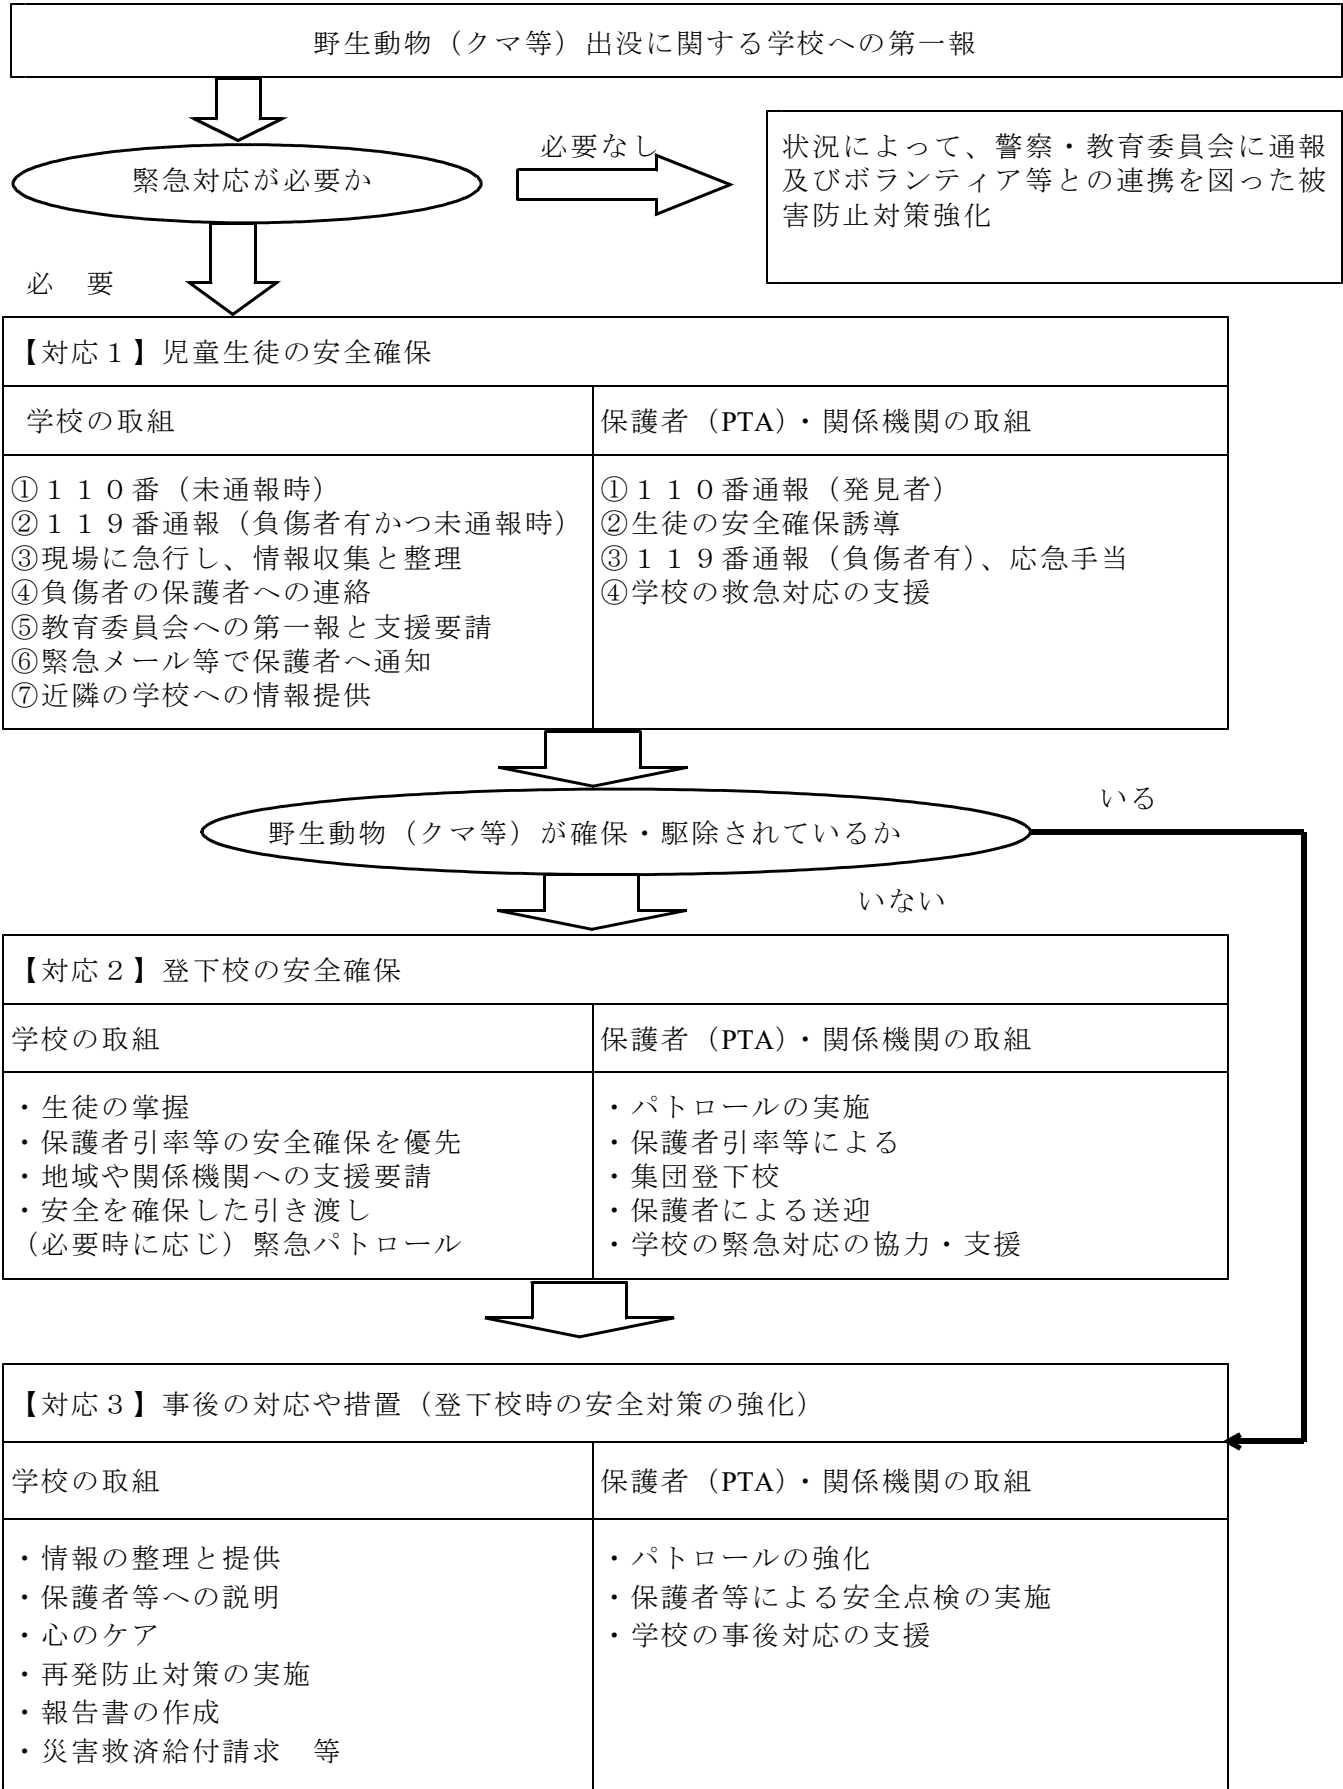 野生動物（クマ等）出没に関する学校への第一報
緊急対応が必要か
必要なし
状況によって、警察・教育委員会に通報
及びボランティア等との連携を図った被
害防止対策強化
必　要
【対応１】児童生徒の安全確保
学校の取組
保護者（PTA）・関係機関の取組
①１１０番（未通報時）
②１１９番通報（負傷者有かつ未通報時）
③現場に急行し、情報収集と整理
④負傷者の保護者への連絡
⑤教育委員会への第一報と支援要請
⑥緊急メール等で保護者へ通知
⑦近隣の学校への情報提供
①１１０番通報（発見者）
②生徒の安全確保誘導
③１１９番通報（負傷者有）、応急手当
④学校の救急対応の支援
野生動物（クマ等）が確保・駆除されているか
いる
いない
【対応２】登下校の安全確保
学校の取組
保護者（PTA）・関係機関の取組
・生徒の掌握
・保護者引率等の安全確保を優先
・地域や関係機関への支援要請
・安全を確保した引き渡し
（必要時に応じ）緊急パトロール
・パトロールの実施
・保護者引率等による
・集団登下校
・保護者による送迎
・学校の緊急対応の協力・支援
【対応３】事後の対応や措置（登下校時の安全対策の強化）
学校の取組
保護者（PTA）・関係機関の取組
・情報の整理と提供
・保護者等への説明
・心のケア
・再発防止対策の実施
・報告書の作成
・災害救済給付請求　等
・パトロールの強化
・保護者等による安全点検の実施
・学校の事後対応の支援